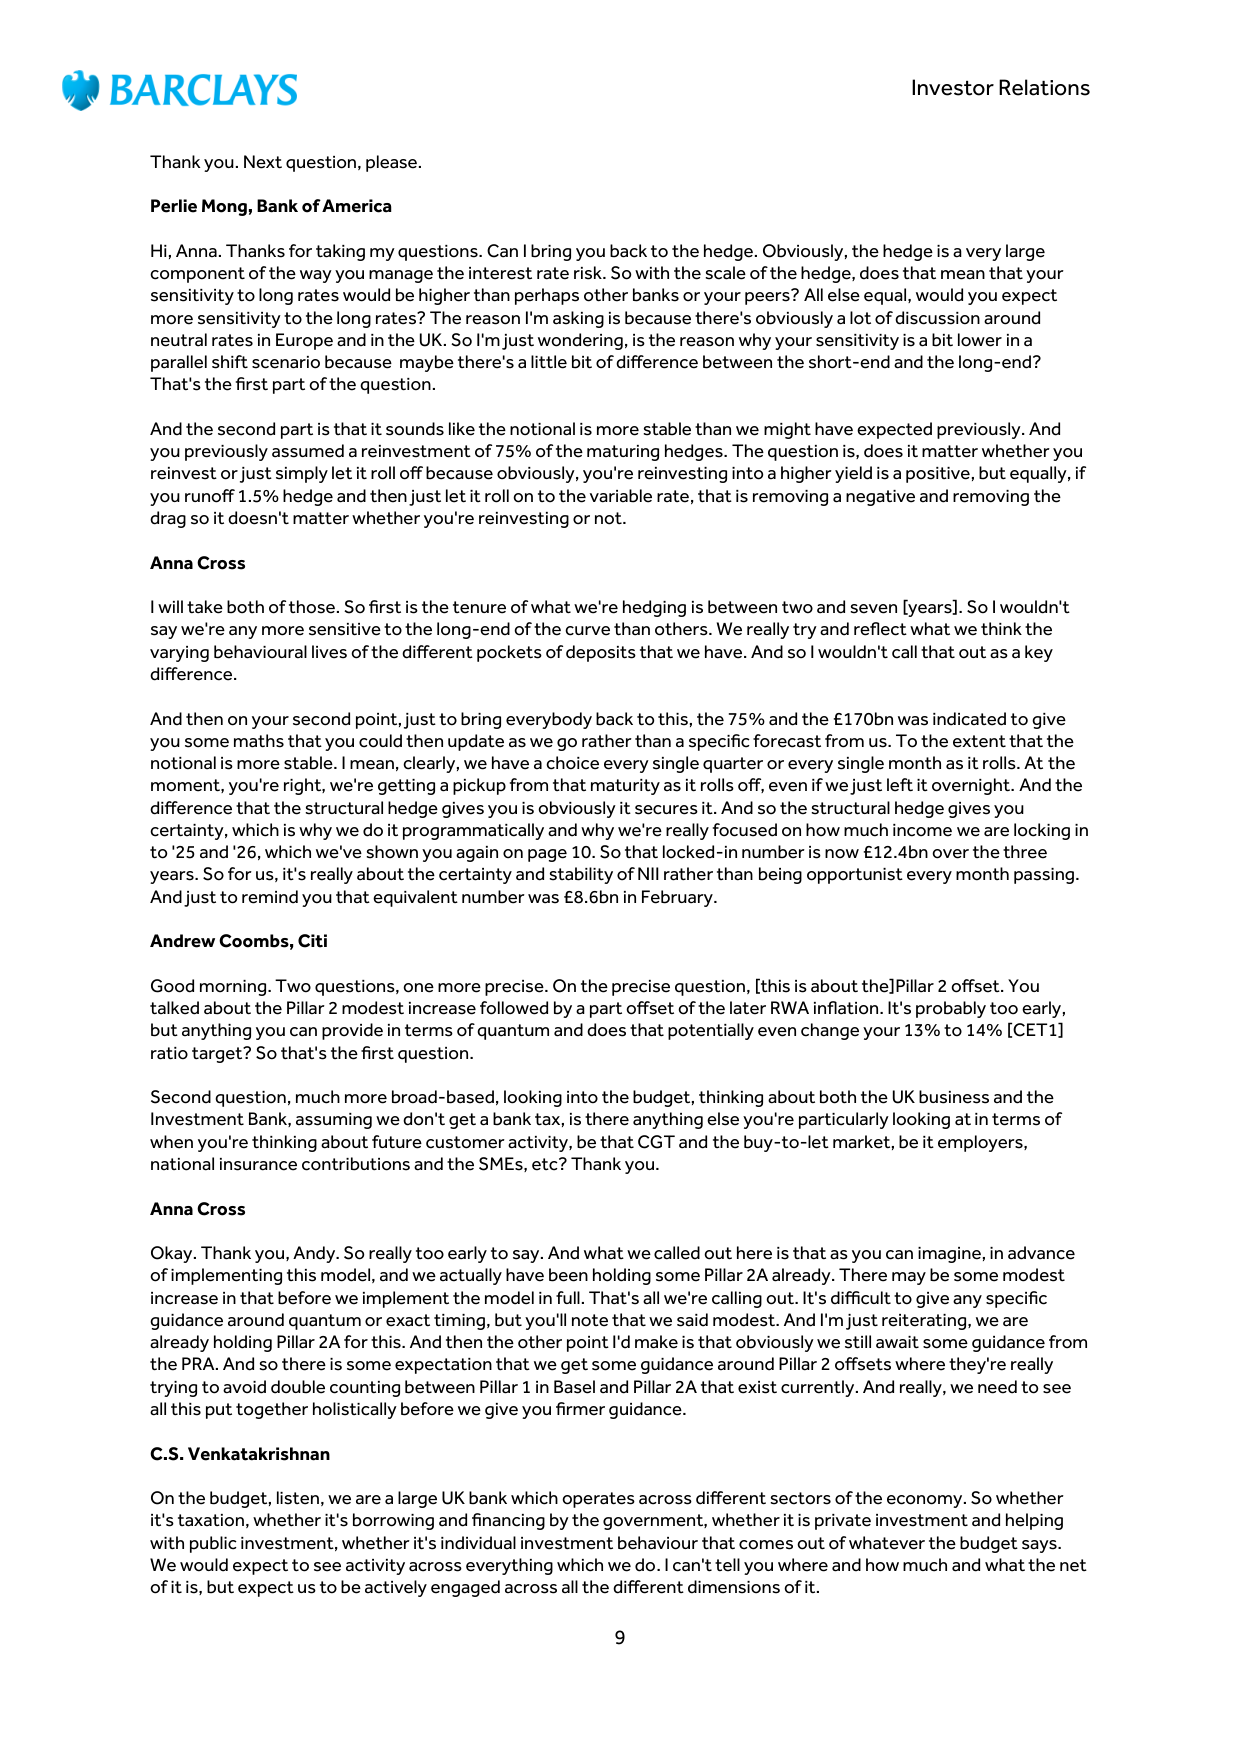 BARCLAYS
Investor Relations
Thank you. Next question, please.
Perlie Mong, Bank of America
Hi, Anna. Thanks for taking my questions. Can I bring you back to the hedge. Obviously, the hedge is a very large
component of the way you manage the interest rate risk. So with the scale of the hedge, does that mean that your
sensitivity to long rates would be higher than perhaps other banks or your peers? All else equal, would you expect
more sensitivity to the long rates? The reason I'm asking is because there's obviously a lot of discussion around
neutral rates in Europe and in the UK. So I'm just wondering, is the reason why your sensitivity is a bit lower in a
parallel shift scenario because  maybe there's a little bit of difference between the short-end and the long-end?
That's the first part of the question.
And the second part is that it sounds like the notional is more stable than we might have expected previously. And
you previously assumed a reinvestment of 75% of the maturing hedges. The question is, does it matter whether you
reinvest or just simply let it roll off because obviously, you're reinvesting into a higher yield is a positive, but equally, if
you runoff 1.5% hedge and then just let it roll on to the variable rate, that is removing a negative and removing the
drag so it doesn't matter whether you're reinvesting or not.
Anna Cross
I will take both of those. So first is the tenure of what we're hedging is between two and seven [years]. So I wouldn't
say we're any more sensitive to the long-end of the curve than others. We really try and reflect what we think the
varying behavioural lives of the different pockets of deposits that we have. And so I wouldn't call that out as a key
difference.
And then on your second point, just to bring everybody back to this, the 75% and the £170bn was indicated to give
you some maths that you could then update as we go rather than a specific forecast from us. To the extent that the
notional is more stable. I mean, clearly, we have a choice every single quarter or every single month as it rolls. At the
moment, you're right, we're getting a pickup from that maturity as it rolls off, even if we just left it overnight. And the
difference that the structural hedge gives you is obviously it secures it. And so the structural hedge gives you
certainty, which is why we do it programmatically and why we're really focused on how much income we are locking in
to '25 and '26, which we've shown you again on page 10. So that locked-in number is now £12.4bn over the three
years. So for us, it's really about the certainty and stability of NII rather than being opportunist every month passing.
And just to remind you that equivalent number was £8.6bn in February.
Andrew Coombs, Citi
Good morning. Two questions, one more precise. On the precise question, [this is about the]Pillar 2 offset. You
talked about the Pillar 2 modest increase followed by a part offset of the later RWA inflation. It's probably too early,
but anything you can provide in terms of quantum and does that potentially even change your 13% to 14% [CET1]
ratio target? So that's the first question.
Second question, much more broad-based, looking into the budget, thinking about both the UK business and the
Investment Bank, assuming we don't get a bank tax, is there anything else you're particularly looking at in terms of
when you're thinking about future customer activity, be that CGT and the buy-to-let market, be it employers,
national insurance contributions and the SMEs, etc? Thank you.
Anna Cross
Okay. Thank you, Andy. So really too early to say. And what we called out here is that as you can imagine, in advance
of implementing this model, and we actually have been holding some Pillar 2A already. There may be some modest
increase in that before we implement the model in full. That's all we're calling out. It's difficult to give any specific
guidance around quantum or exact timing, but you'll note that we said modest. And I'm just reiterating, we are
already holding Pillar 2A for this. And then the other point I'd make is that obviously we still await some guidance from
the PRA. And so there is some expectation that we get some guidance around Pillar 2 offsets where they're really
trying to avoid double counting between Pillar 1 in Basel and Pillar 2A that exist currently. And really, we need to see
all this put together holistically before we give you firmer guidance.
C.S. Venkatakrishnan
On the budget, listen, we are a large UK bank which operates across different sectors of the economy. So whether
it's taxation, whether it's borrowing and financing by the government, whether it is private investment and helping
with public investment, whether it's individual investment behaviour that comes out of whatever the budget says.
We would expect to see activity across everything which we do. I can't tell you where and how much and what the net
of it is, but expect us to be actively engaged across all the different dimensions of it.
9